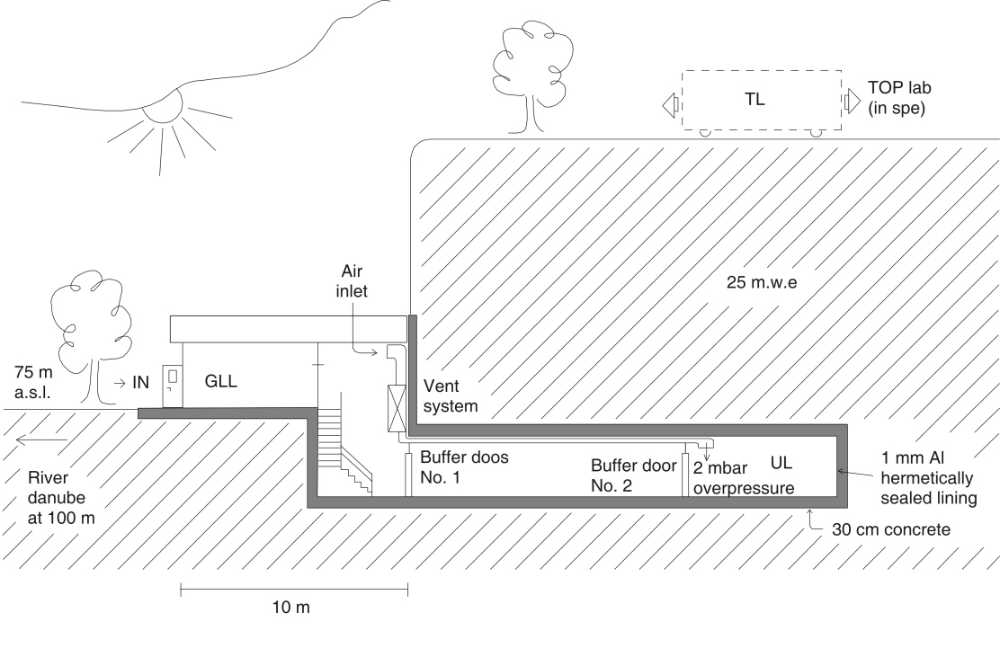 TL
TOP lab
(in spe)
25 m.w.e
Air
inlet
75 m
a.s.l.
IN
GLL
Vent
system
River
danube
at 100 m
Buffer doos
No. 1
Buffer door
No. 2
2 mbar
overpressure
UL
1 mm Al
hermetically
sealed lining
30 cm concrete
10 m